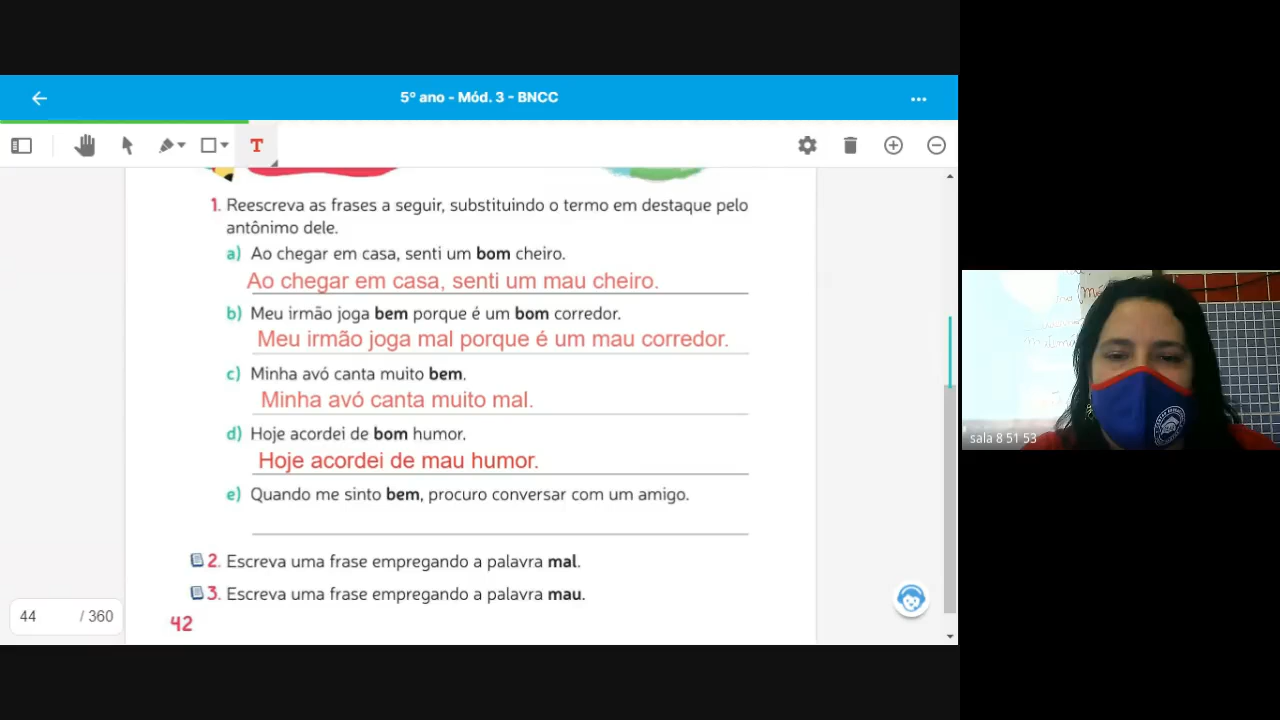 5º ano - Mód. 3 - BNCC
...
T
1. Reescreva as frases a seguir, substituindo o termo em destaque pelo
antônimo dele.
a) Ao chegar em casa, senti um bom cheiro.
Ao chegar em casa, senti um mau cheiro.
b) Meu irmão joga bem porque é um bom corredor.
Meu irmão joga mal porque é um mau corredor.
c) Minha avó canta muito bem.
Minha avó canta muito mal.
d) Hoje acordei de bom humor.
Hoje acordei de mau humor.
e) Quando me sinto bem, procuro conversar com um amigo.
2. Escreva uma frase empregando a palavra mal.
3. Escreva uma frase empregando a palavra mau.
44 / 360
42
sala 8 51 53